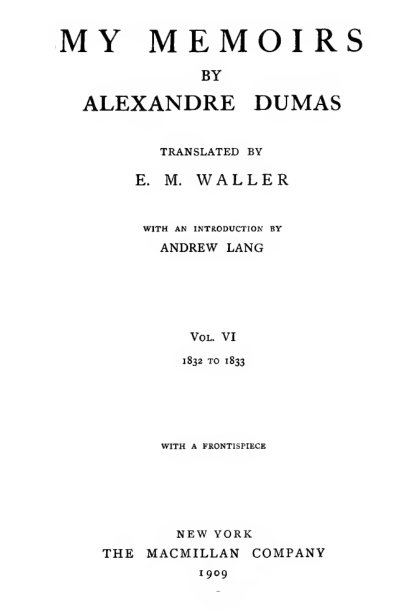 MY MEMOIRS
BY
ALEXANDRE DUMAS
TRANSLATED BY
E. M. WALLER
WITH AN INTRODUCTION BY
ANDREW LANG
VOL. VI
1832 TO 1833
WITH A FRONTISPIECE
NEW YORK
THE MACMILLAN COMPANY
1909